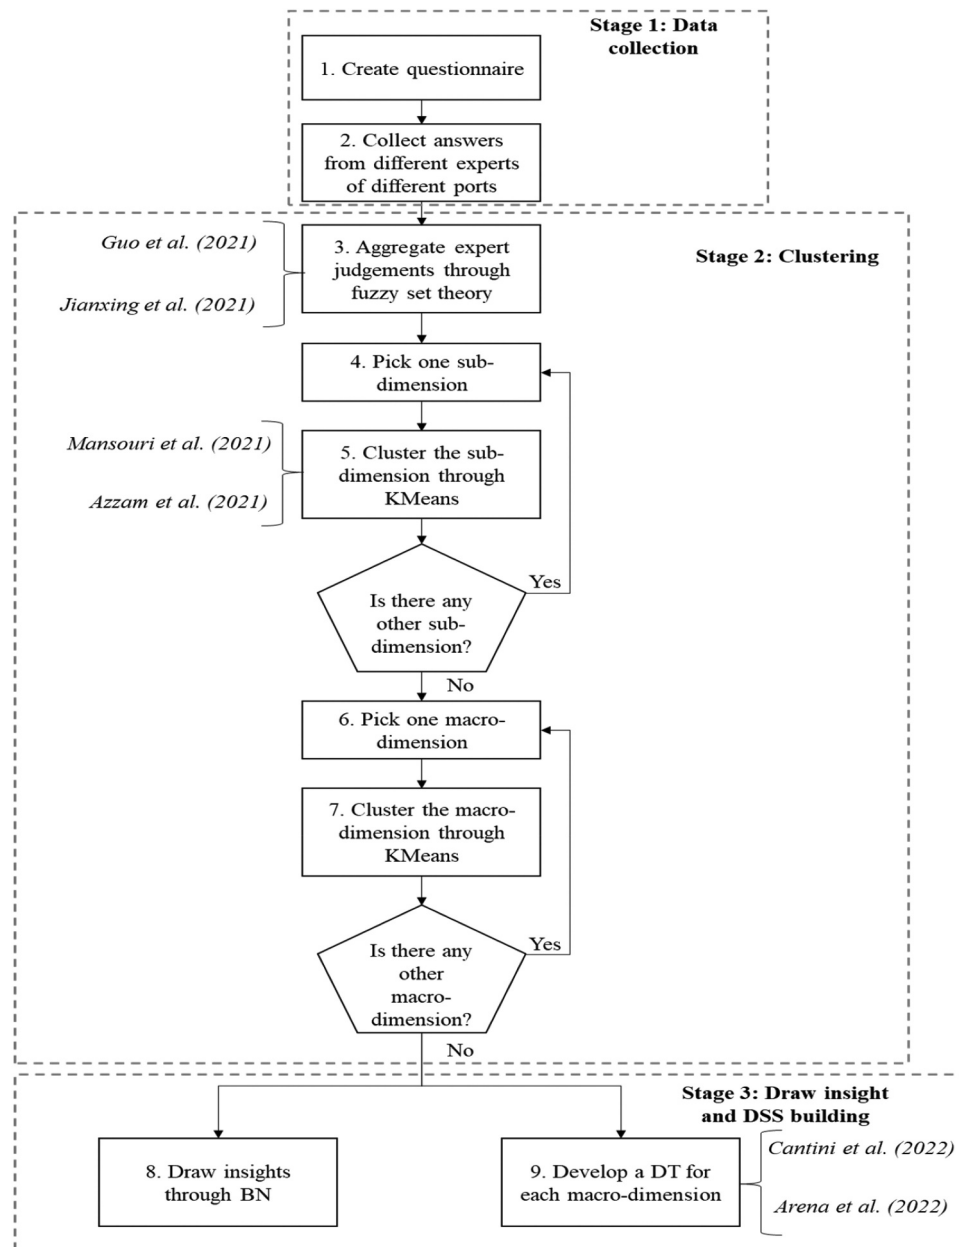 Stage 1: Data
collection
1. Create questionnaire
2. Collect answers
from different experts
of different ports
Stage 2: Clustering
Guo et al. (2021)
Jianxing et al. (2021)
3. Aggregate expert
judgements through
fuzzy set theory
4. Pick one sub-
dimension
Mansouri et al. (2021)
Azzam et al. (2021)
5. Cluster the sub-
dimension through
KMeans
Is there any
other sub-
dimension?
Yes
No
6. Pick one macro-
dimension
7. Cluster the macro-
dimension through
KMeans
Is there any
other
macro-
dimension?
Yes
No
Stage 3: Draw insight
and DSS building
8. Draw insights
through BN
9. Develop a DT for
each macro-dimension
Cantini et al. (2022)
Arena et al. (2022)